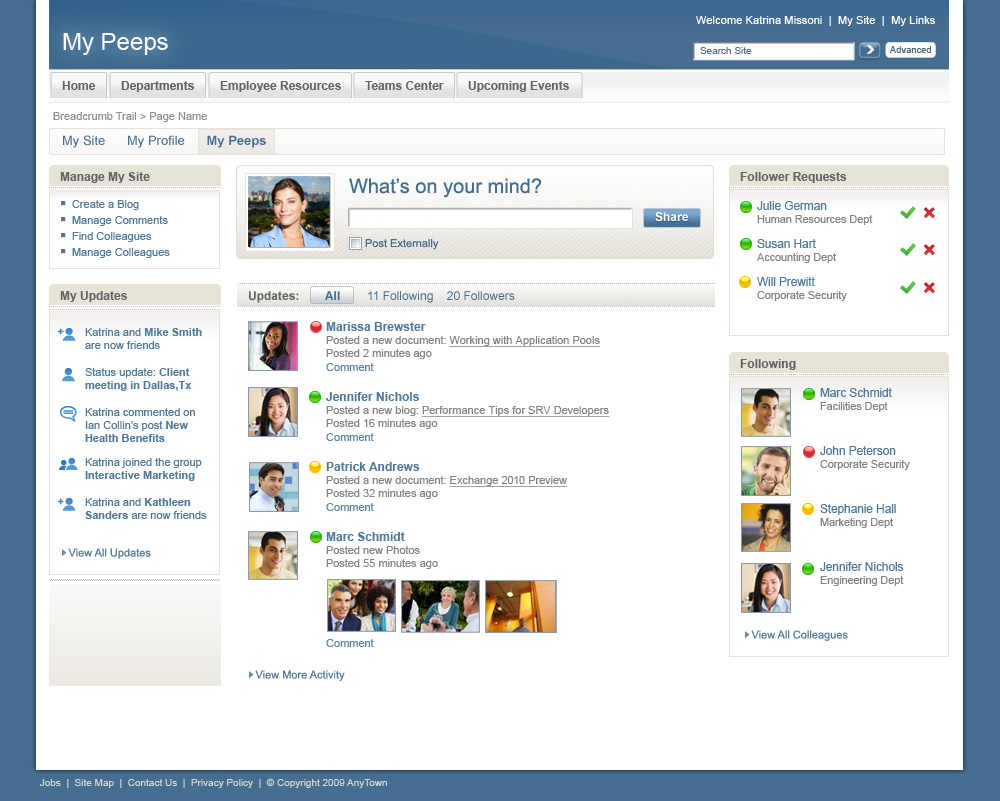 Welcome Katrina Missoni | My Site | My Links
My Peeps
Search Site
Advanced
Home
Departments
Employee Resources
Teams Center
Upcoming Events
Breadcrumb Trail > Page Name
My Site
My Profile
My Peeps
Manage My Site
Create a Blog
Manage Comments
Find Colleagues
Manage Colleagues
My Updates
Katrina and Mike Smith
are now friends
Status update: Client
meeting in Dallas,Tx
Katrina commented on
Ian Collin's post New
Health Benefits
Katrina joined the group
Interactive Marketing
Katrina and Kathleen
Sanders are now friends
View All Updates
What's on your mind?
Share
Post Externally
Updates:
All
11 Following
20 Followers
Marissa Brewster
Posted a new document: Working with Application Pools
Posted 2 minutes ago
Comment
Jennifer Nichols
Posted a new blog: Performance Tips for SRV Developers
Posted 16 minutes ago
Comment
Patrick Andrews
Posted a new document: Exchange 2010 Preview
Posted 32 minutes ago
Comment
Marc Schmidt
Posted new Photos
Posted 55 minutes ago
Comment
View More Activity
Follower Requests
Julie German
Human Resources Dept
Susan Hart
Accounting Dept
Will Prewitt
Corporate Security
Following
Marc Schmidt
Facilities Dept
John Peterson
Corporate Security
Stephanie Hall
Marketing Dept
Jennifer Nichols
Engineering Dept
View All Colleagues
Jobs | Site Map | Contact Us | Privacy Policy | © Copyright 2009 AnyTown